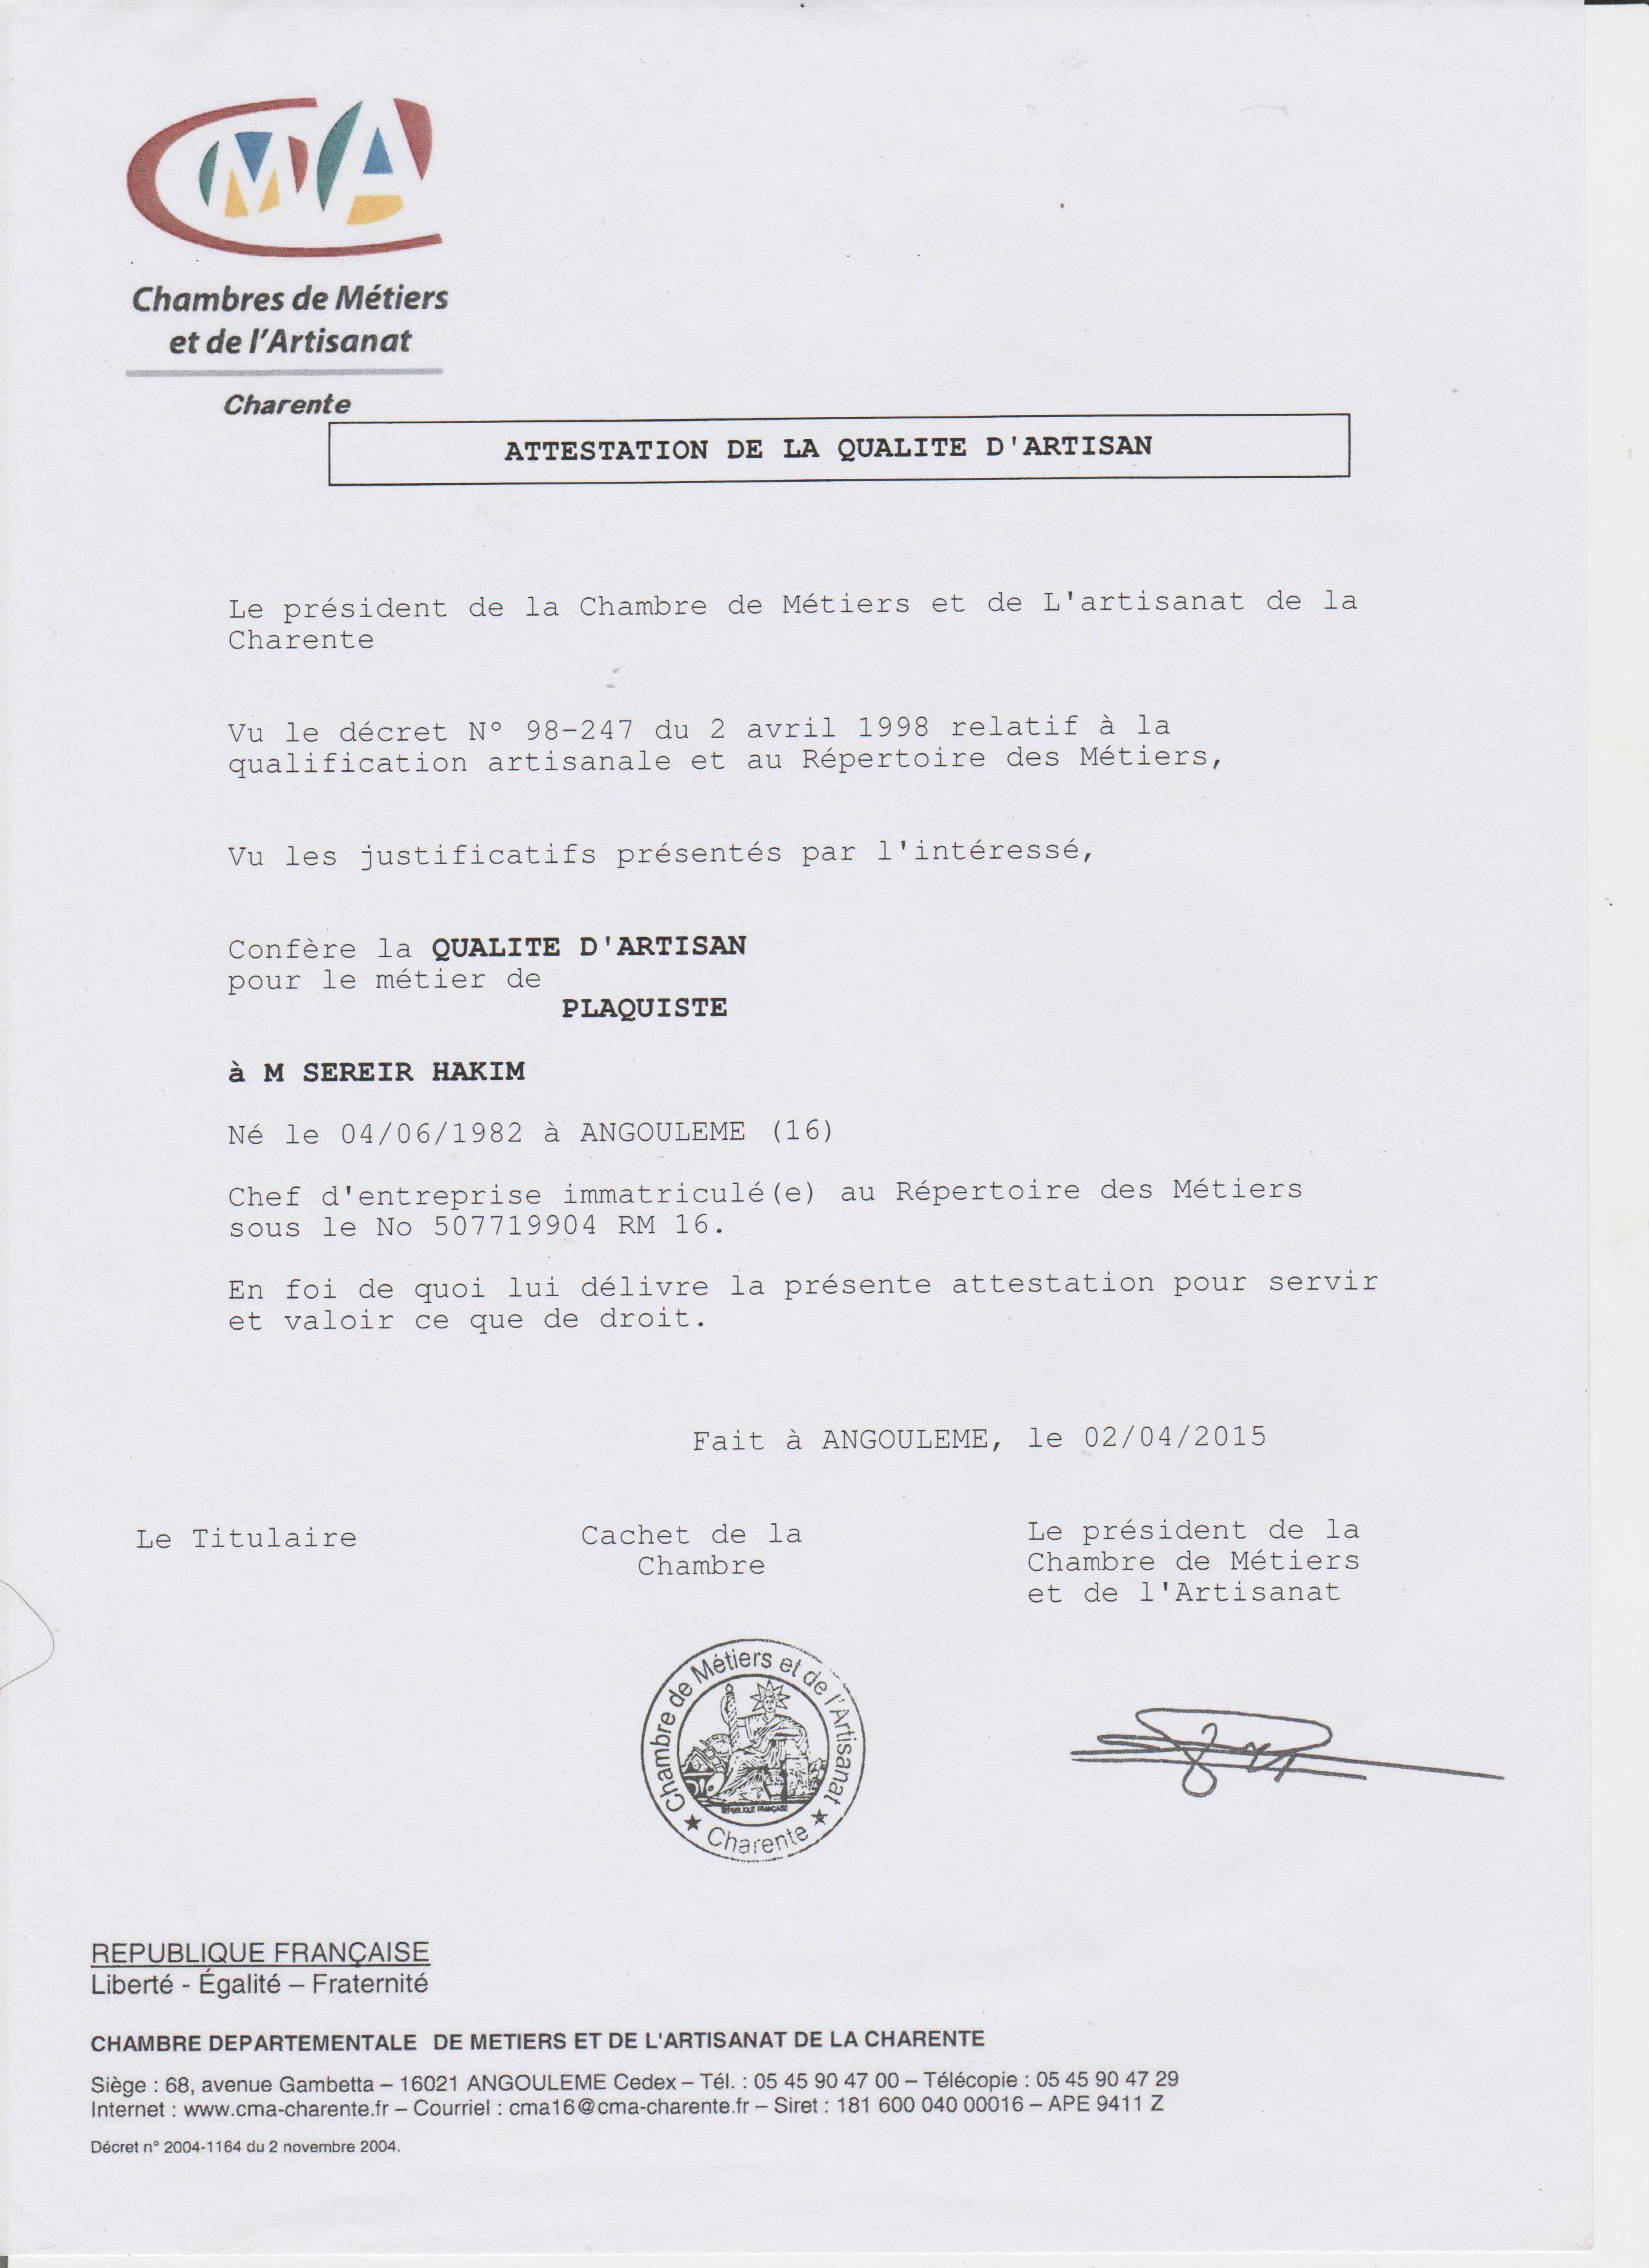 CMA
Chambres de Métiers
et de l'Artisanat
Charente
ATTESTATION DE LA QUALITE D'ARTISAN
Le président de la Chambre de Métiers et de L'artisanat de la
Charente
Vu le décret N° 98-247 du 2 avril 1998 relatif à la
qualification artisanale et au Répertoire des Métiers,
Vu les justificatifs présentés par l'intéressé,
Confère la QUALITE D'ARTISAN
pour le métier de
PLAQUISTE
à M SEREIR HAKIM
Né le 04/06/1982 à ANGOULEME (16)
Chef d'entreprise immatriculé(e) au Répertoire des Métiers
sous le No 507719904 RM 16.
En foi de quoi lui délivre la présente attestation pour servir
et valoir ce que de droit.
Fait à ANGOULEME, le 02/04/2015
Le Titulaire
Cachet de la
Chambre
Le président de la
Chambre de Métiers
et de l'Artisanat
Chambre de Métiers et de l'Artisanat
REPUBLIQUE FRANÇAISE
★ Charente ★
REPUBLIQUE FRANÇAISE
Liberté - Égalité – Fraternité
CHAMBRE DEPARTEMENTALE DE METIERS ET DE L'ARTISANAT DE LA CHARENTE
Siège : 68, avenue Gambetta – 16021 ANGOULEME Cedex – Tél. : 05 45 90 47 00 – Télécopie : 05 45 90 47 29
Internet : www.cma-charente.fr – Courriel : cma16@cma-charente.fr – Siret : 181 600 040 00016 – APE 9411 Z
Décret n° 2004-1164 du 2 novembre 2004.